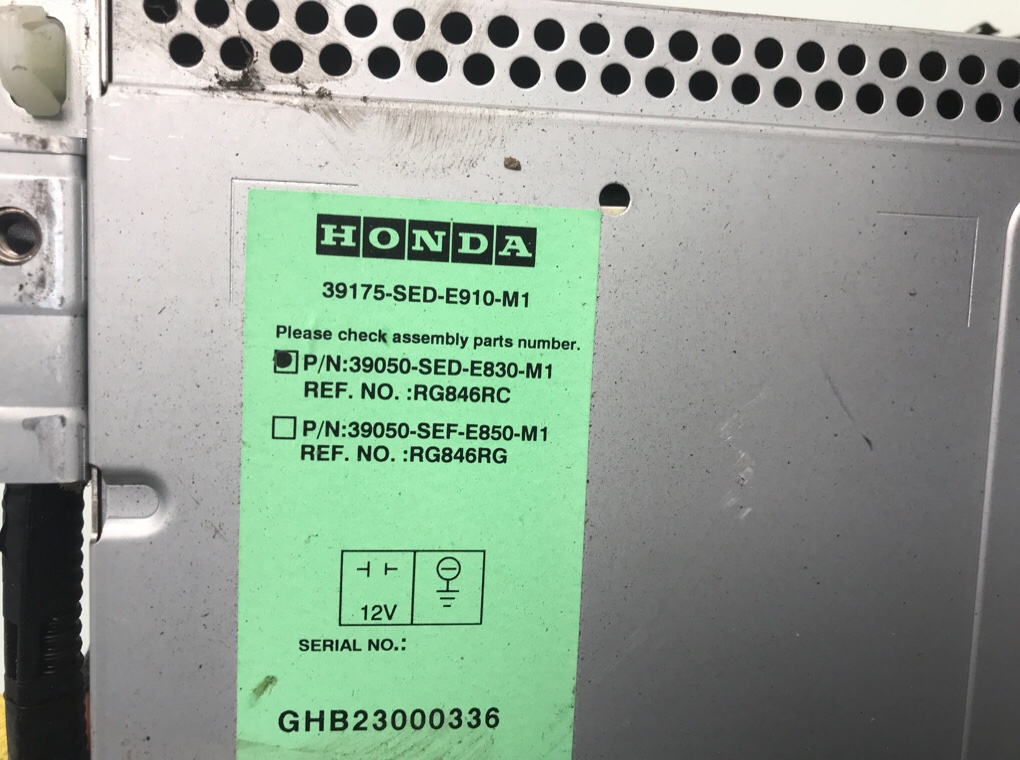 HONDA
39175-SED-E910-M1
Please check assembly parts number.
P/N:39050-SED-E830-M1
REF. NO. :RG846RC
P/N:39050-SEF-E850-M1
REF. NO. :RG846RG
12V
SERIAL NO.:
GHB23000336